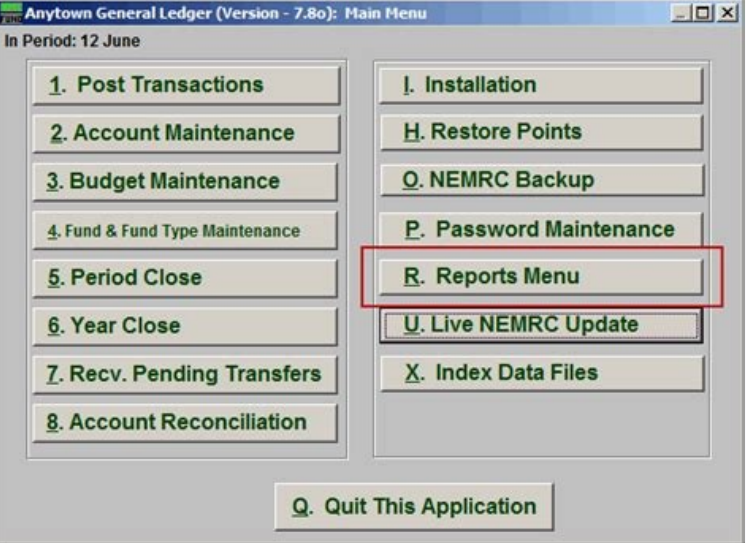 Anytown General Ledger (Version - 7.8o): Main Menu
In Period: 12 June
1. Post Transactions
2. Account Maintenance
3. Budget Maintenance
4. Fund & Fund Type Maintenance
5. Period Close
6. Year Close
7. Recv. Pending Transfers
8. Account Reconciliation
I. Installation
H. Restore Points
O. NEMRC Backup
P. Password Maintenance
R. Reports Menu
U. Live NEMRC Update
X. Index Data Files
Q. Quit This Application